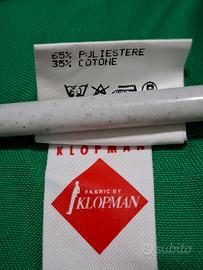 65% POLIESTERE
35% COTONE
KLOPMAN
FABRIC BY
KLOPMAN
subito